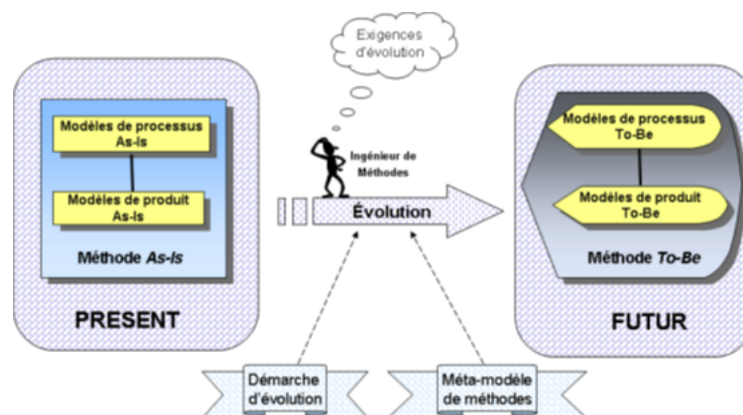 Exigences
d'évolution
Modèles de processus
As-Is
Modèles de produit
As-Is
Méthode As-Is
PRESENT
Ingénieur de
Méthodes
Évolution
Modèles de processus
To-Be
Modèles de produit
To-Be
Méthode To-Be
FUTUR
Démarche
d'évolution
Méta-modèle
de méthodes